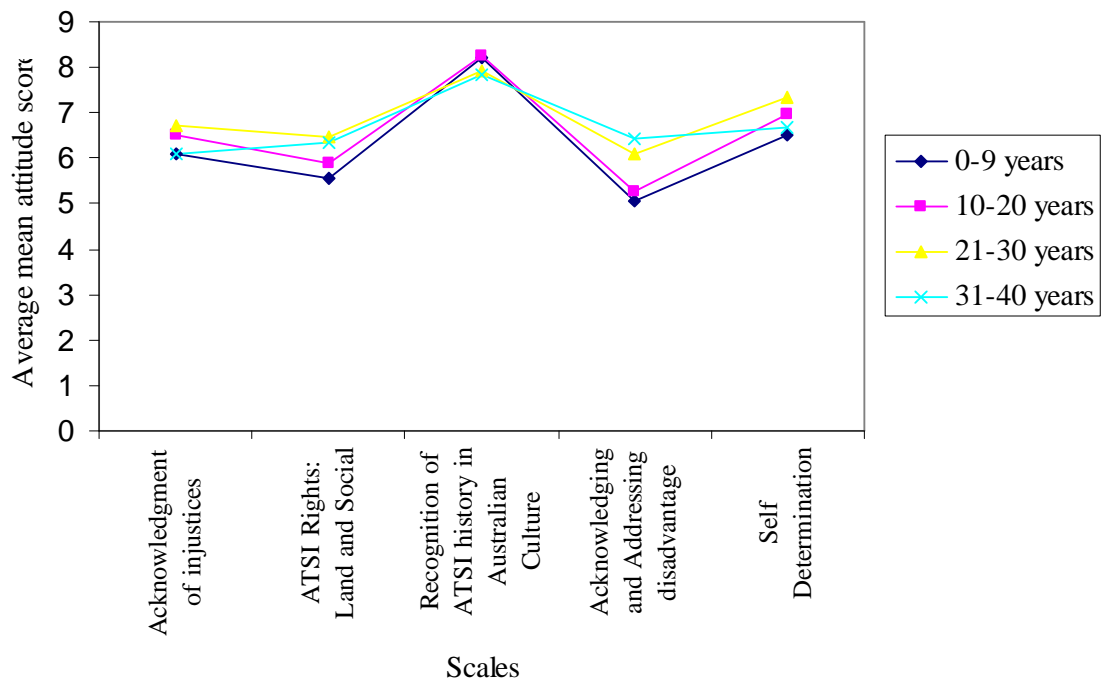 Average mean attitude score
9
8
7
6
5
4
3
2
1
0
Acknowledgment
of injustices
ATSI Rights:
Land and Social
Recognition of
ATSI history in
Australian
Culture
Acknowledging
and Addressing
disadvantage
Self
Determination
Scales
0-9 years
10-20 years
21-30 years
31-40 years